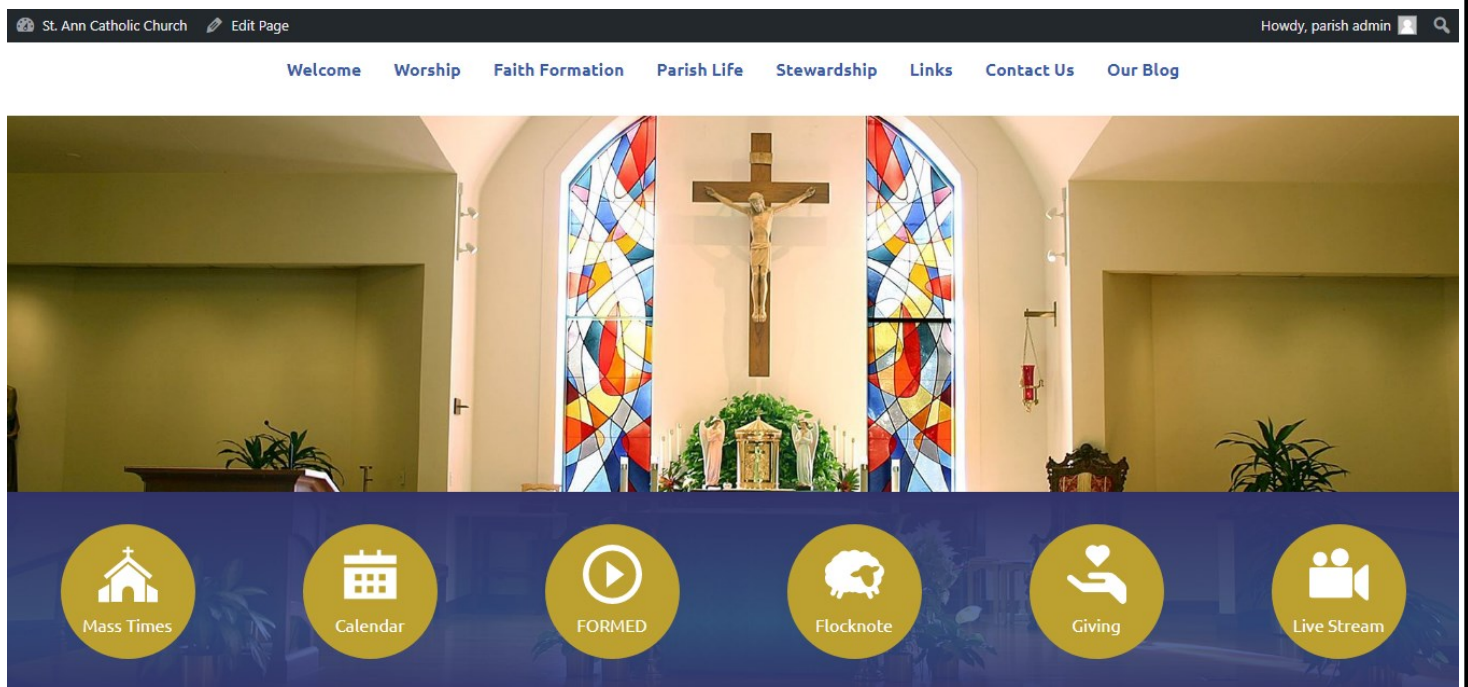 St. Ann Catholic Church Edit Page Howdy, parish admin
Welcome Worship Faith Formation Parish Life Stewardship Links Contact Us Our Blog
Mass Times Calendar FORMED Flocknote Giving Live Stream